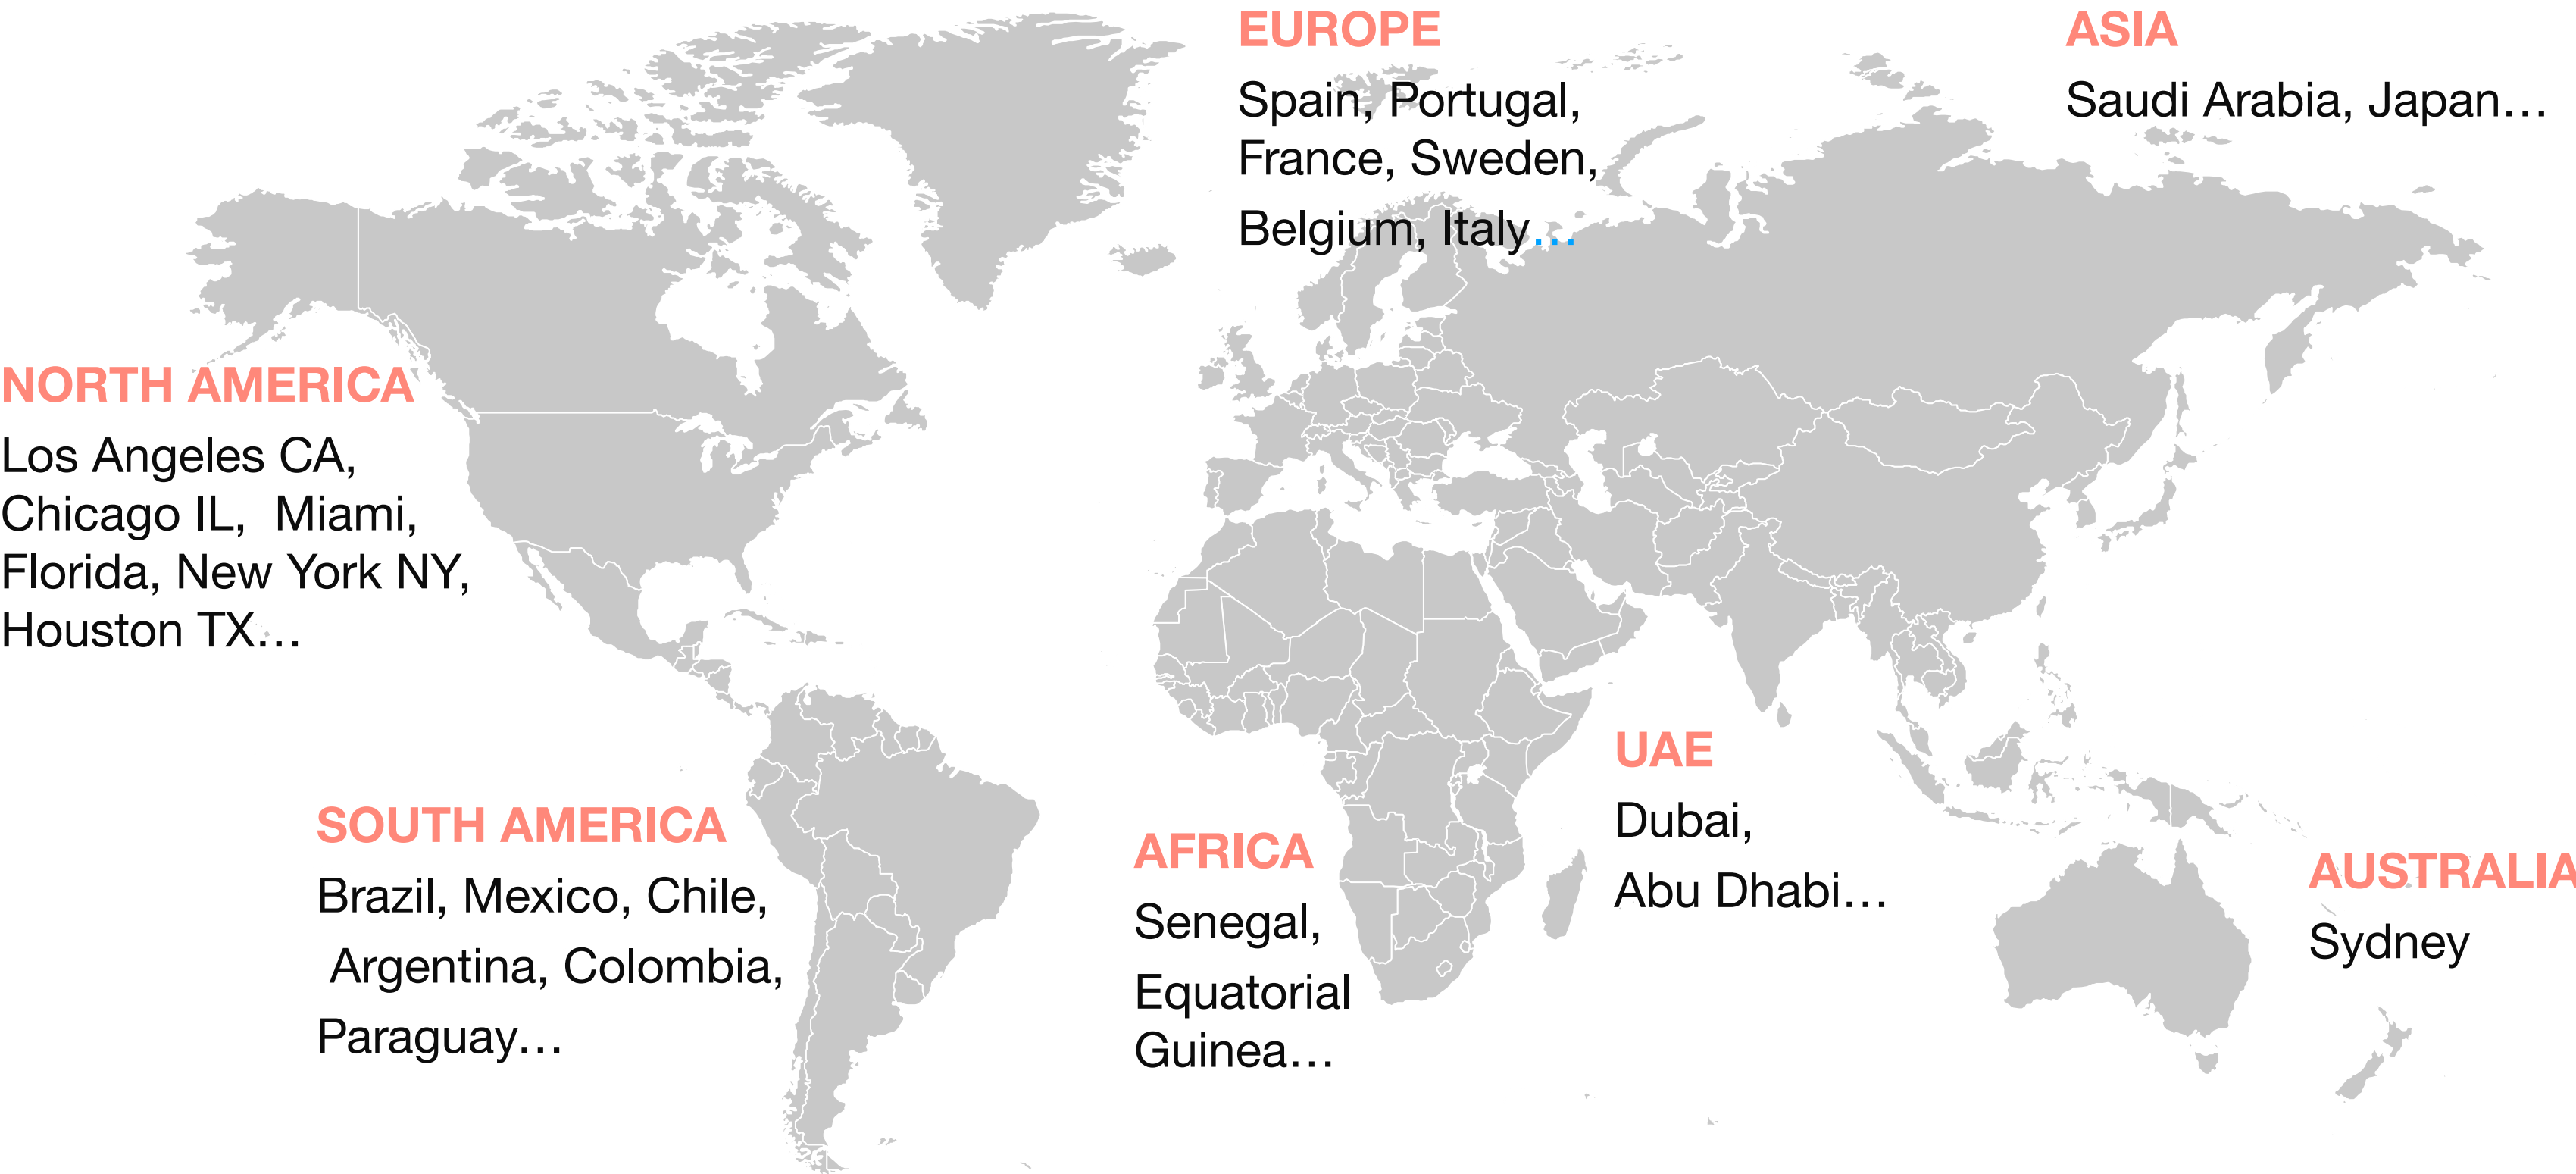 EUROPE
Spain, Portugal,
France, Sweden,
Belgium, Italy…
ASIA
Saudi Arabia, Japan…
NORTH AMERICA
Los Angeles CA,
Chicago IL,  Miami,
Florida, New York NY,
Houston TX…
SOUTH AMERICA
Brazil, Mexico, Chile,
Argentina, Colombia,
Paraguay…
AFRICA
Senegal,
Equatorial
Guinea…
UAE
Dubai,
Abu Dhabi…
AUSTRALIA
Sydney